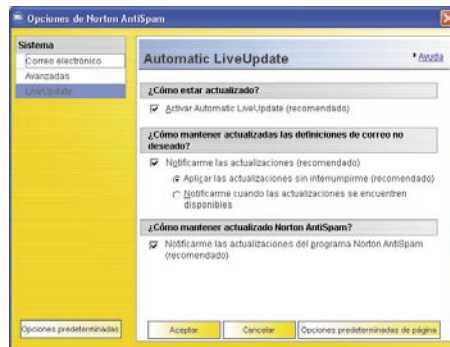 Opciones de Norton AntiSpam
Sistema
Correo electrónico
Avanzadas
LiveUpdate
Automatic LiveUpdate
Ayuda
¿Cómo estar actualizado?
Activar Automatic LiveUpdate (recomendado)
¿Cómo mantener actualizadas las definiciones de correo no
deseado?
Notificarme las actualizaciones (recomendado)
Aplicar las actualizaciones sin interrumpirme (recomendado)
Notificarme cuando las actualizaciones se encuentren
disponibles
¿Cómo mantener actualizado Norton AntiSpam?
Notificarme las actualizaciones del programa Norton AntiSpam
(recomendado)
Opciones predeterminadas
Aceptar
Cancelar
Opciones predeterminadas de página